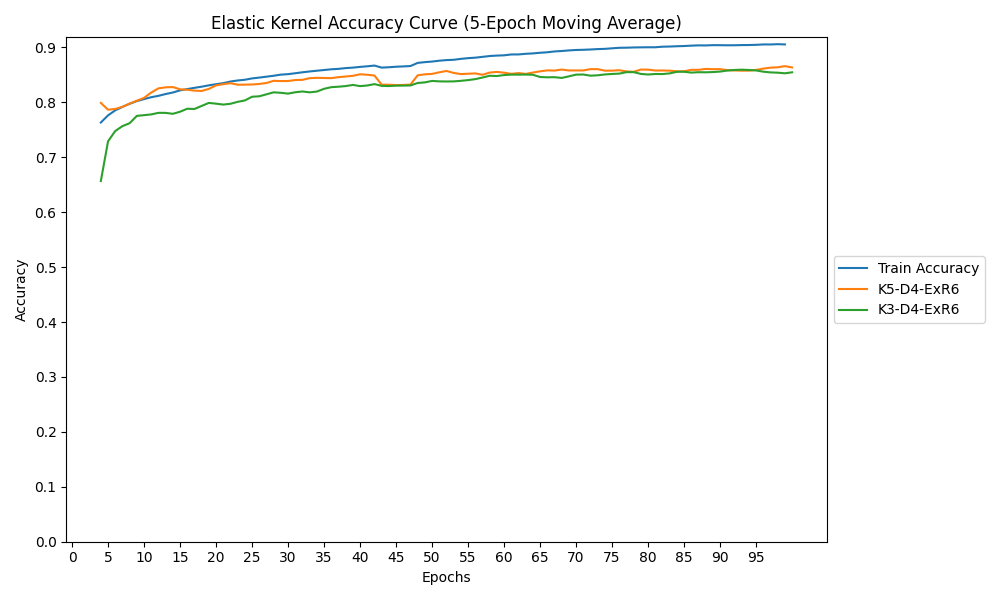 Elastic Kernel Accuracy Curve (5-Epoch Moving Average)
Accuracy
0.9
0.8
0.7
0.6
0.5
0.4
0.3
0.2
0.1
0.0
0 5 10 15 20 25 30 35 40 45 50 55 60 65 70 75 80 85 90 95
Epochs
Train Accuracy
K5-D4-ExR6
K3-D4-ExR6